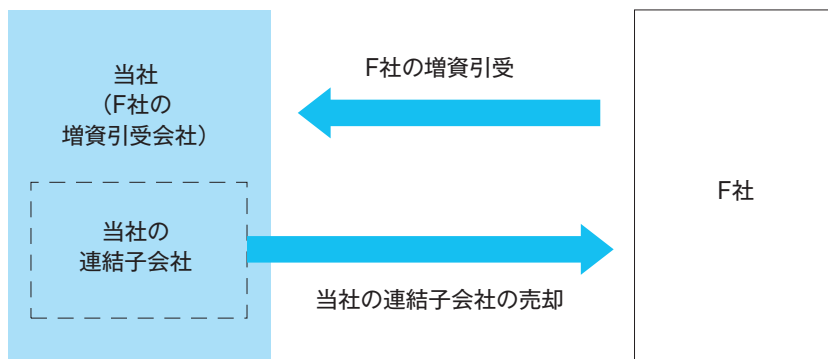 当社
（F社の
増資引受会社）
F社の増資引受
F社
当社の
連結子会社
当社の連結子会社の売却